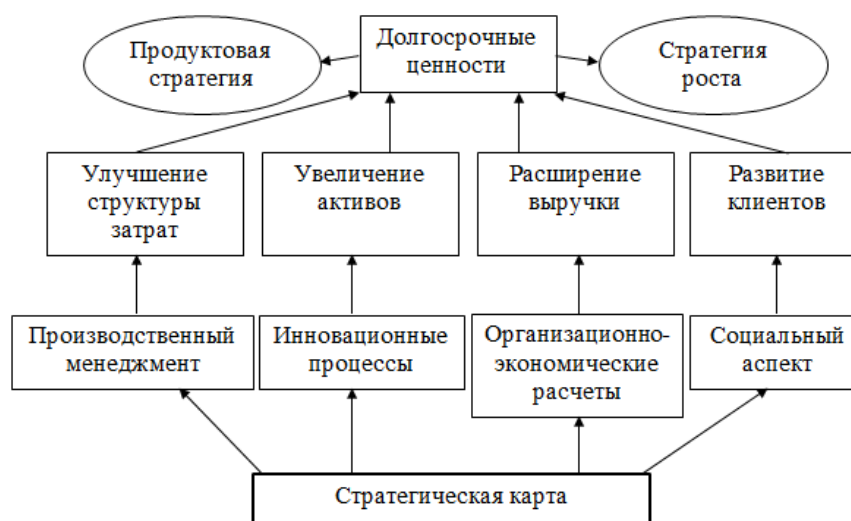 Продуктовая
стратегия
Долгосрочные
ценности
Стратегия
роста
Улучшение
структуры
затрат
Увеличение
активов
Расширение
выручки
Развитие
клиентов
Производственный
менеджмент
Инновационные
процессы
Организационно-
экономические
расчеты
Социальный
аспект
Стратегическая карта